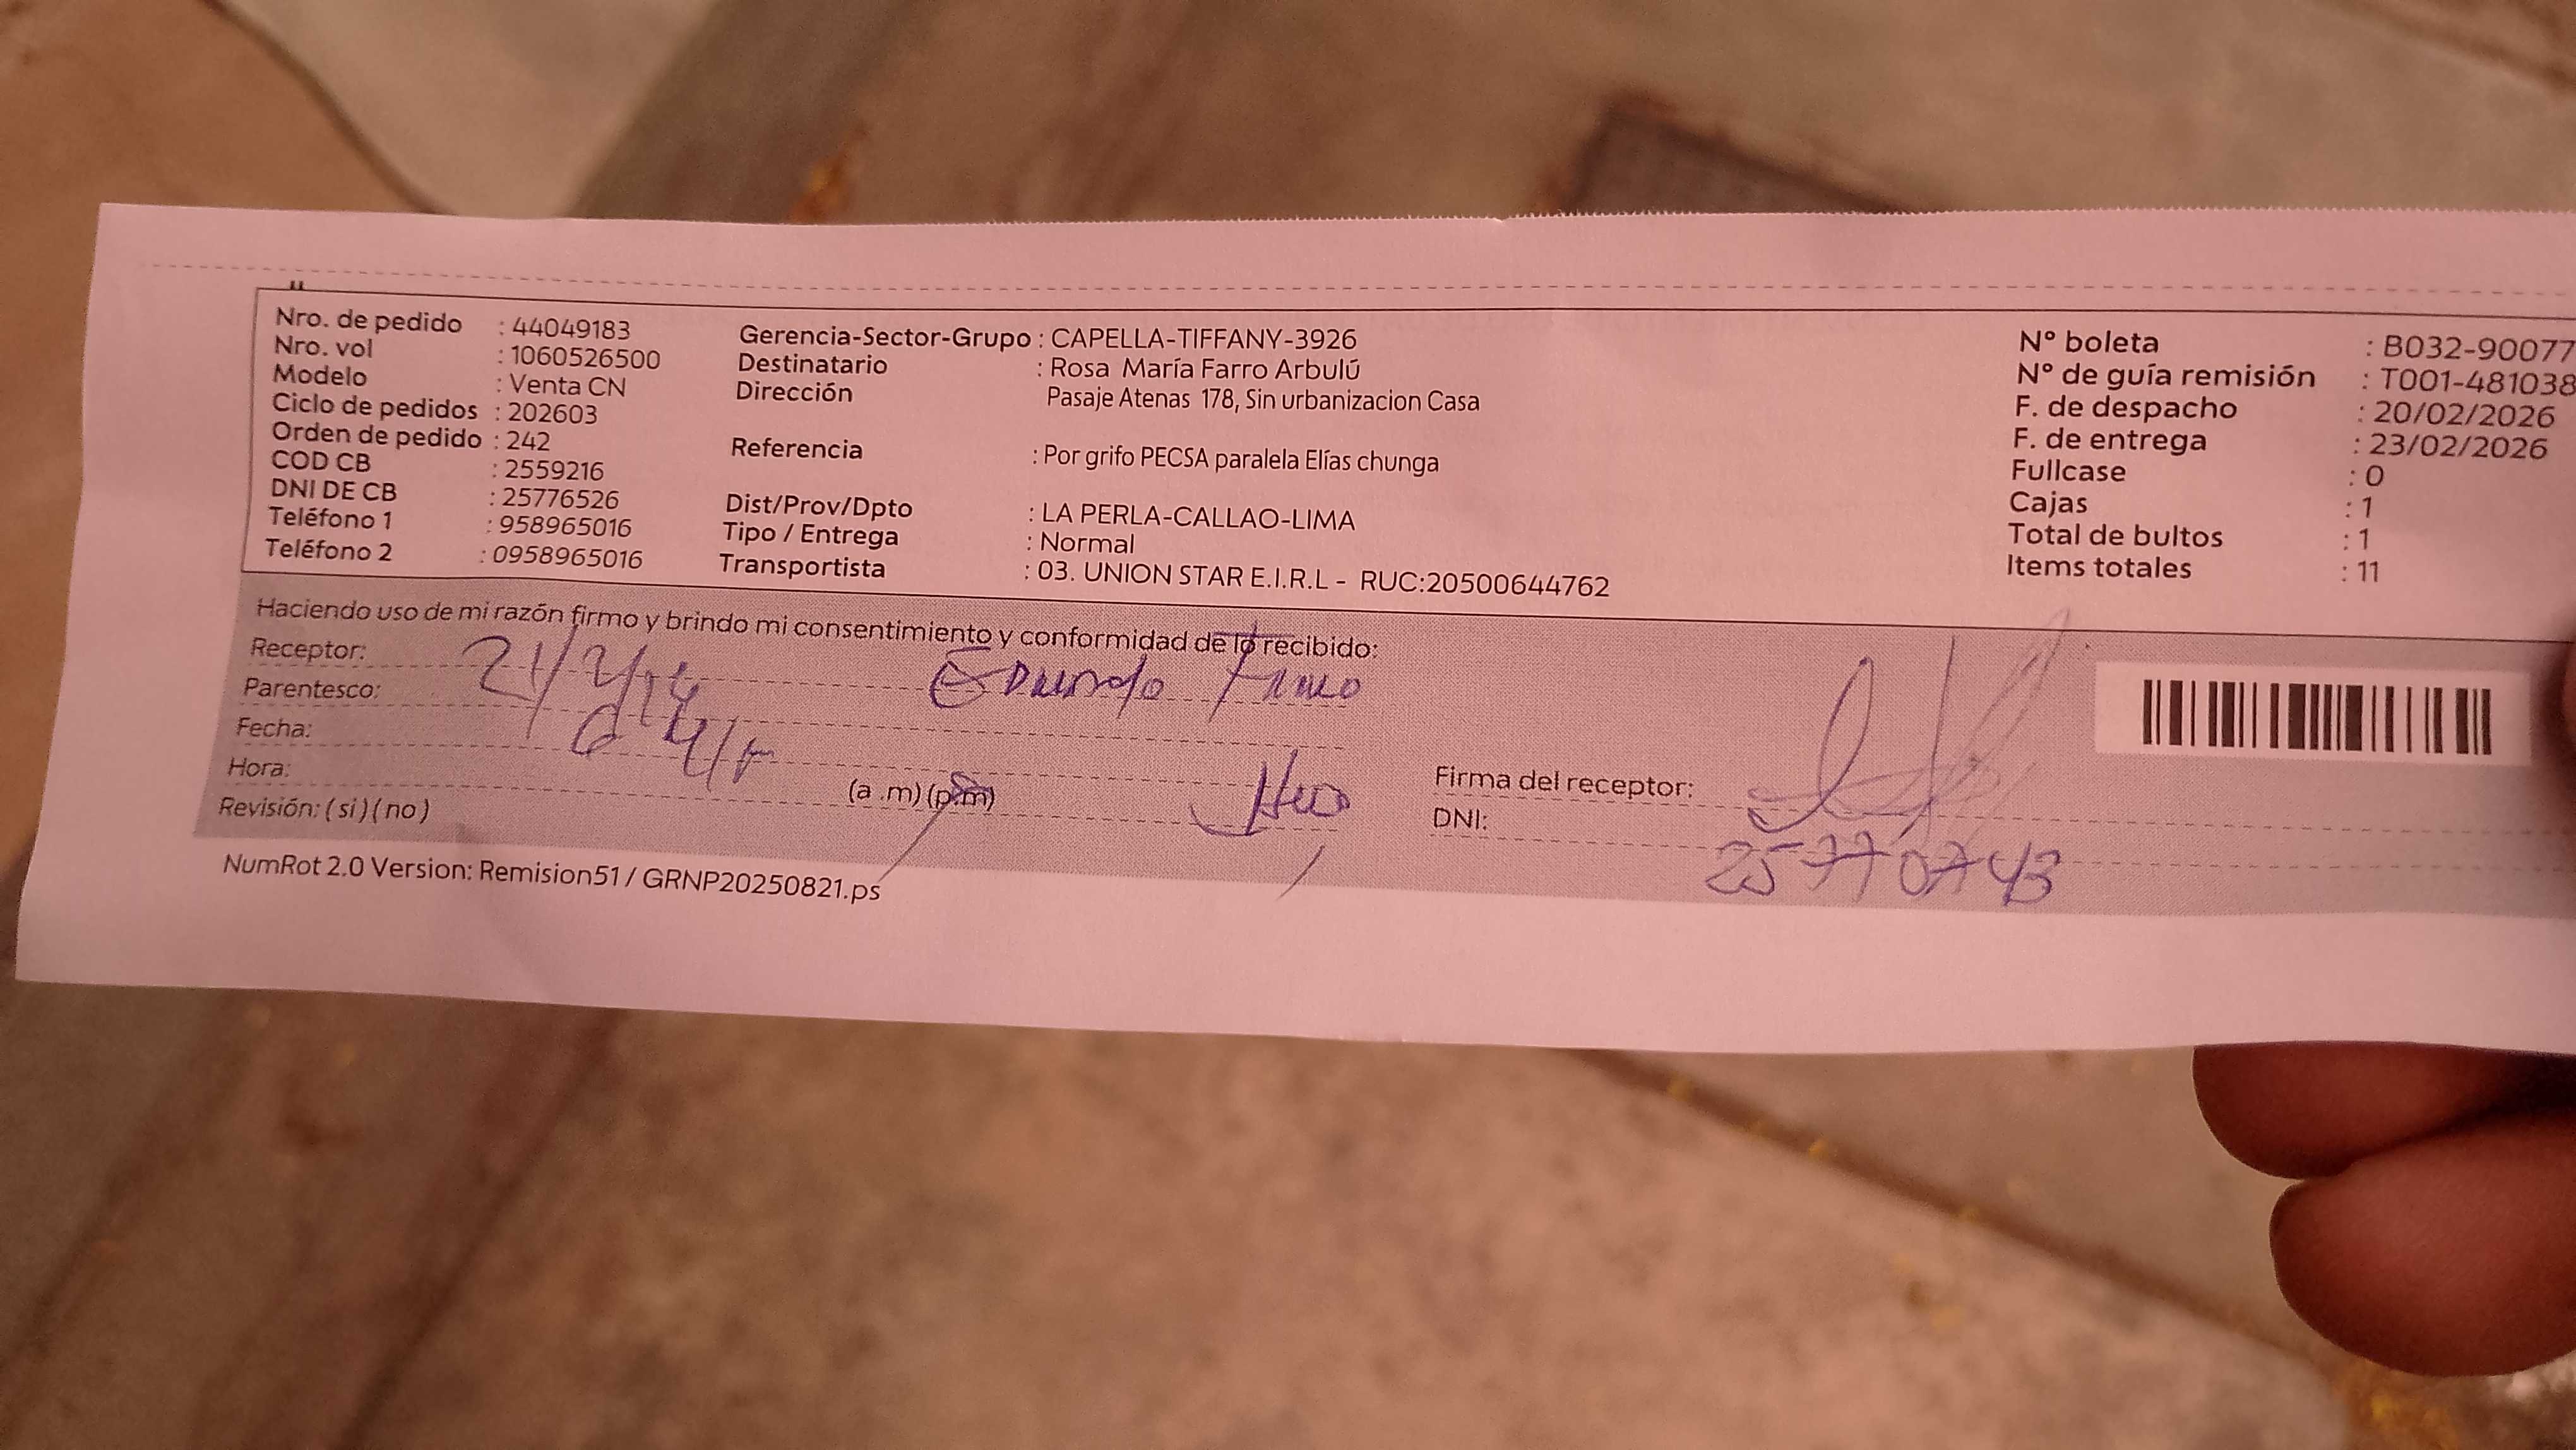 Nro. de pedido : 44049183
Nro. vol : 1060526500
Modelo : Venta CN
Ciclo de pedidos : 202603
Orden de pedido : 242
COD CB : 2559216
DNI DE CB : 25776526
Teléfono 1 : 958965016
Teléfono 2 : 0958965016
Gerencia-Sector-Grupo : CAPELLA-TIFFANY-3926
Destinatario : Rosa María Farro Arbulú
Dirección Pasaje Atenas 178, Sin urbanizacion Casa
Referencia : Por grifo PECSA paralela Elías chunga
Dist/Prov/Dpto : LA PERLA-CALLAO-LIMA
Tipo / Entrega : Normal
Transportista : 03. UNION STAR E.I.R.L - RUC:20500644762
N° boleta : B032-90077
N° de guía remisión : T001-481038
F. de despacho : 20/02/2026
F. de entrega : 23/02/2026
Fullcase : 0
Cajas : 1
Total de bultos : 1
Items totales : 11
Haciendo uso de mi razón firmo y brindo mi consentimiento y conformidad de lo recibido:
Receptor:
Parentesco:
Fecha:
Hora: (a .m) (p.m)
Revisión: ( si ) ( no )
Firma del receptor:
DNI: 25770743
NumRot 2.0 Version: Remision51 / GRNP20250821.ps